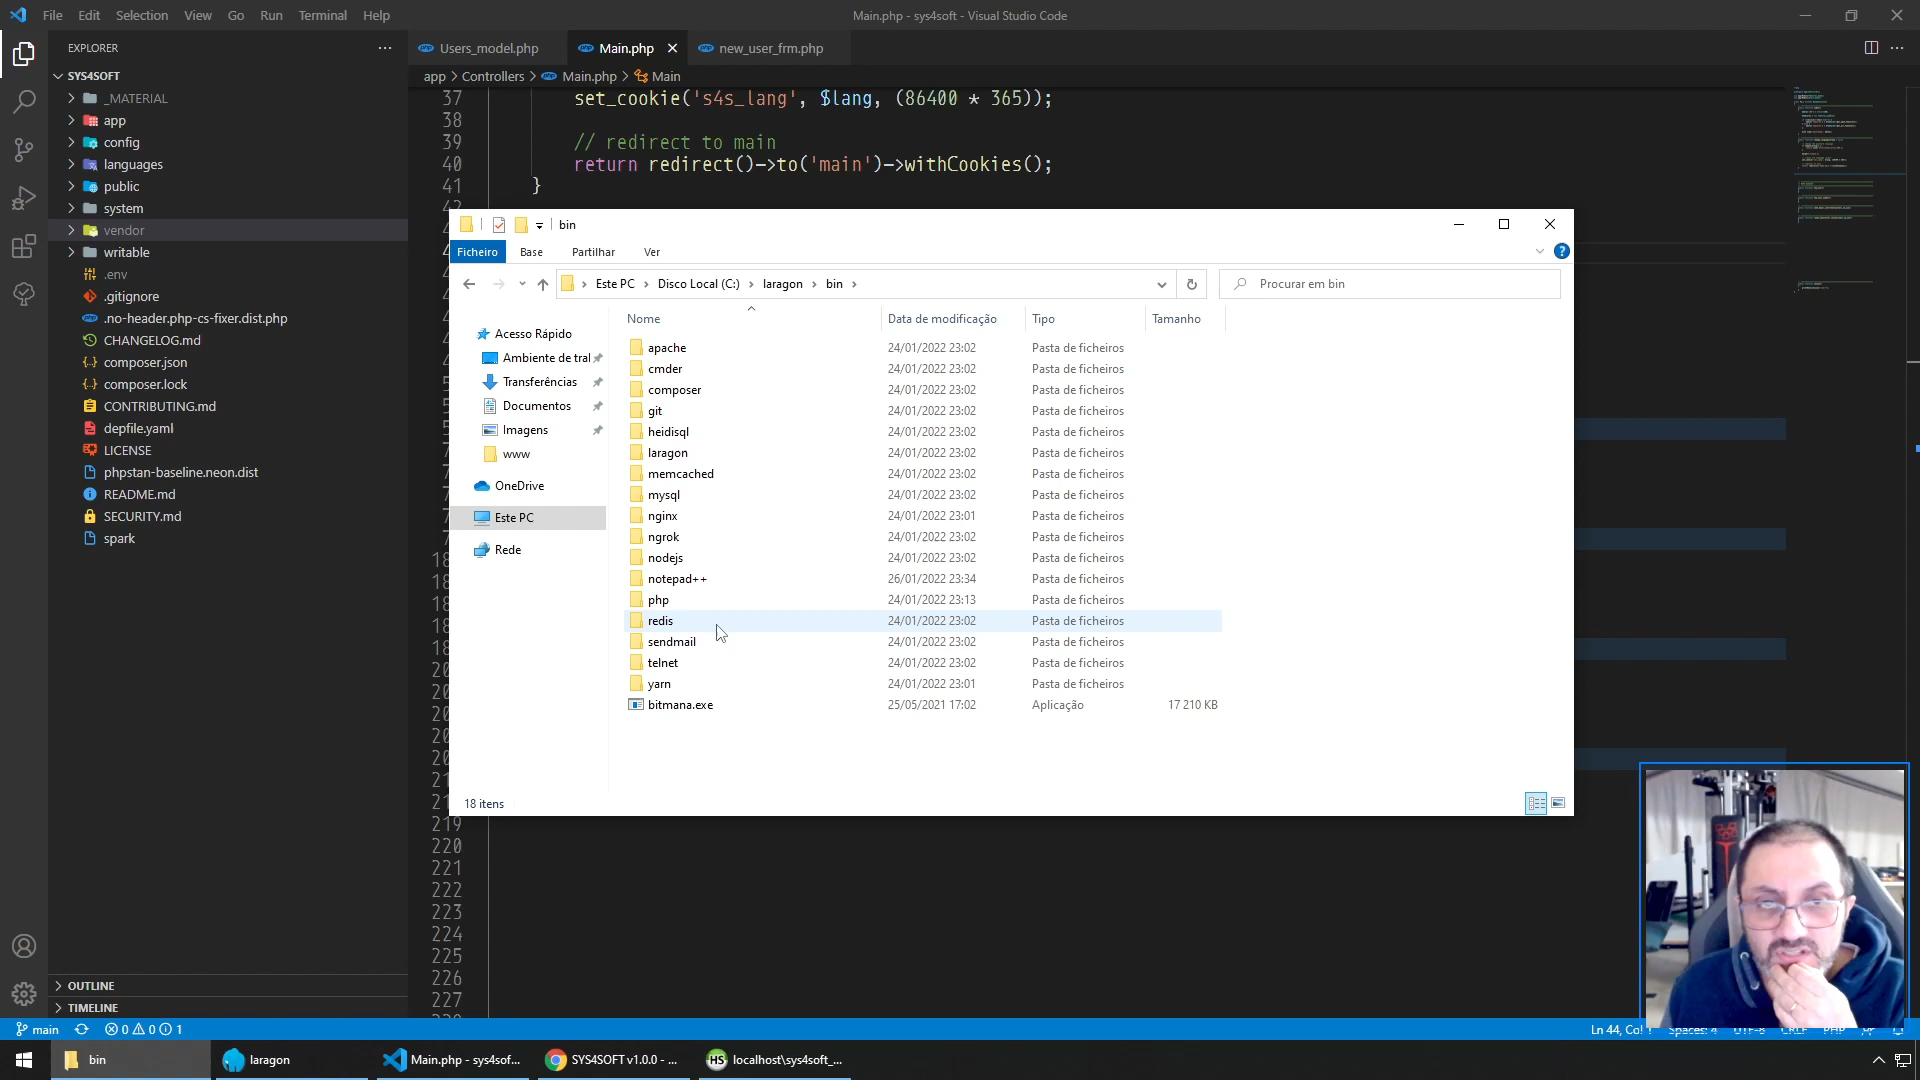 File Edit Selection View Go Run Terminal Help
Main.php - sys4soft - Visual Studio Code
EXPLORER
Users_model.php
Main.php
new_user_frm.php
SYS4SOFT
app > Controllers > Main.php > Main
_MATERIAL
app
config
languages
public
system
vendor
writable
.env
.gitignore
.no-header.php-cs-fixer.dist.php
CHANGELOG.md
composer.json
composer.lock
CONTRIBUTING.md
depfile.yaml
LICENSE
phpstan-baseline.neon.dist
README.md
SECURITY.md
spark
37 set_cookie('s4s_lang', $lang, (86400 * 365));
38
39 // redirect to main
40 return redirect()->to('main')->withCookies();
41 }
42
bin
Ficheiro Base Partilhar Ver
Este PC > Disco Local (C:) > laragon > bin >
Procurar em bin
Acesso Rápido
Ambiente de tral
Transferências
Documentos
Imagens
www
OneDrive
Este PC
Rede
Nome Data de modificação Tipo Tamanho
apache 24/01/2022 23:02 Pasta de ficheiros
cmder 24/01/2022 23:02 Pasta de ficheiros
composer 24/01/2022 23:02 Pasta de ficheiros
git 24/01/2022 23:02 Pasta de ficheiros
heidisql 24/01/2022 23:02 Pasta de ficheiros
laragon 24/01/2022 23:02 Pasta de ficheiros
memcached 24/01/2022 23:02 Pasta de ficheiros
mysql 24/01/2022 23:02 Pasta de ficheiros
nginx 24/01/2022 23:01 Pasta de ficheiros
ngrok 24/01/2022 23:02 Pasta de ficheiros
nodejs 24/01/2022 23:02 Pasta de ficheiros
notepad++ 26/01/2022 23:34 Pasta de ficheiros
php 24/01/2022 23:13 Pasta de ficheiros
redis 24/01/2022 23:02 Pasta de ficheiros
sendmail 24/01/2022 23:02 Pasta de ficheiros
telnet 24/01/2022 23:02 Pasta de ficheiros
yarn 24/01/2022 23:01 Pasta de ficheiros
bitmana.exe 25/05/2021 17:02 Aplicação 17 210 KB
18 itens
219
220
221
222
223
224
225
226
227
OUTLINE
TIMELINE
main 0 0 1
Ln 44, Col
bin
laragon
Main.php - sys4sof...
SYS4SOFT v1.0.0 - ...
HS localhost\sys4soft_...